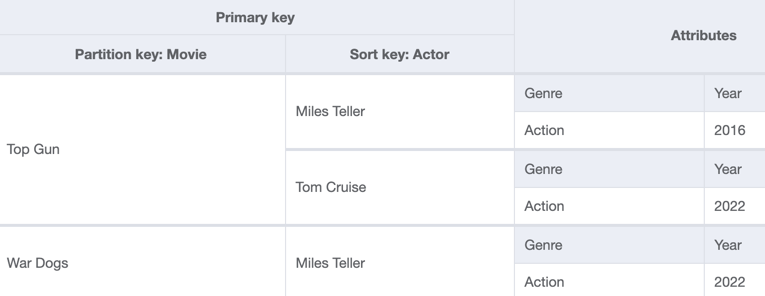 Primary key
Attributes
Partition key: Movie Sort key: Actor
Genre Year
Miles Teller
Action 2016
Top Gun
Genre Year
Tom Cruise
Action 2022
Genre Year
War Dogs Miles Teller
Action 2022